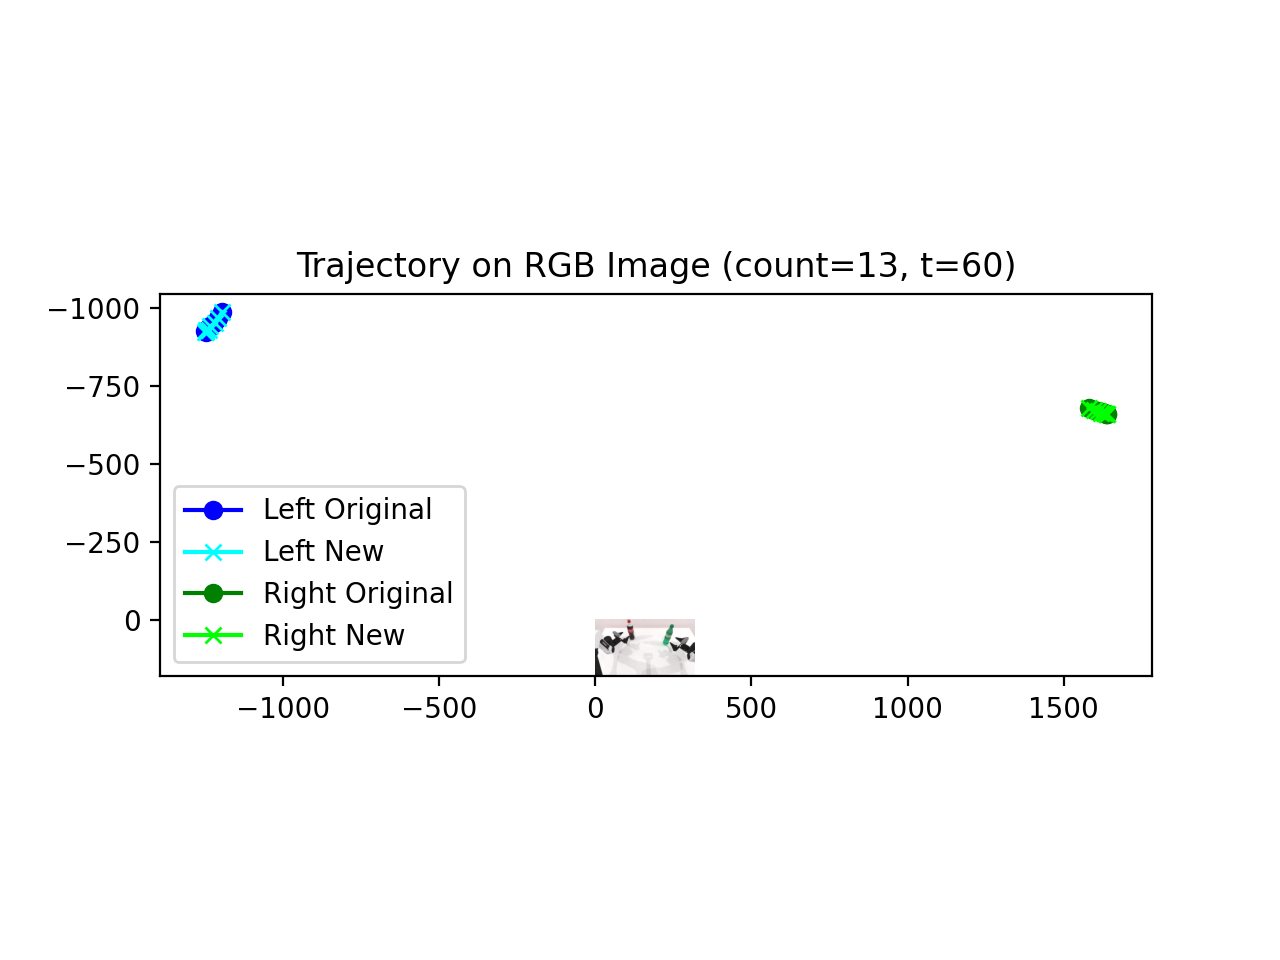 Trajectory on RGB Image (count=13, t=60)
−1000
−750
−500
−250
0
Left Original
Left New
Right Original
Right New
−1000
−500
0
500
1000
1500